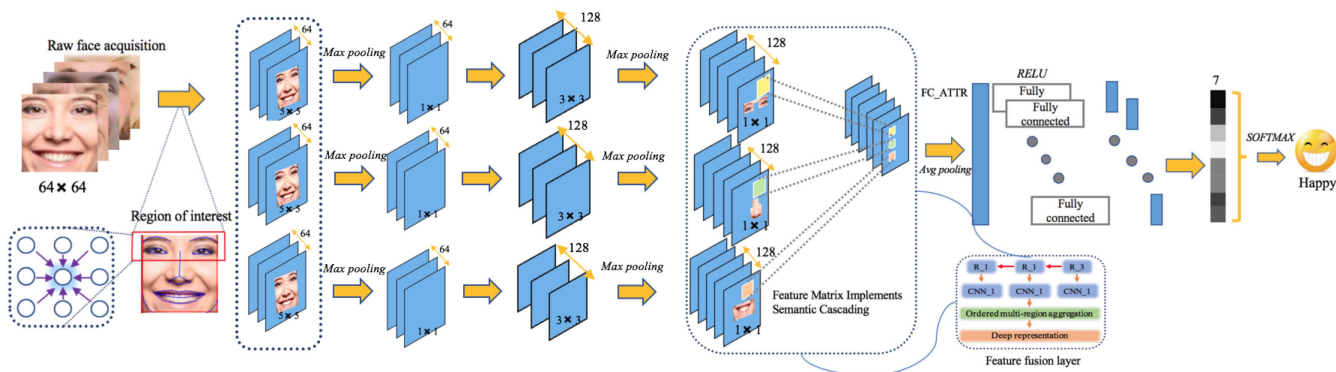 Raw face acquisition
64 × 64
Region of interest
64
5 × 5
Max pooling
64
1 × 1
128
3 × 3
Max pooling
128
1 × 1
64
5 × 5
Max pooling
64
1 × 1
128
3 × 3
Max pooling
128
1 × 1
64
5 × 5
Max pooling
64
1 × 1
128
3 × 3
Max pooling
128
1 × 1
Feature Matrix Implements
Semantic Cascading
Avg pooling
FC_ATTR
RELU
Fully
Fully
connected
Fully
connected
7
SOFTMAX
Happy
R_1
R_1
R_3
CNN_1
CNN_1
CNN_1
Ordered multi-region aggregation
Deep representation
Feature fusion layer